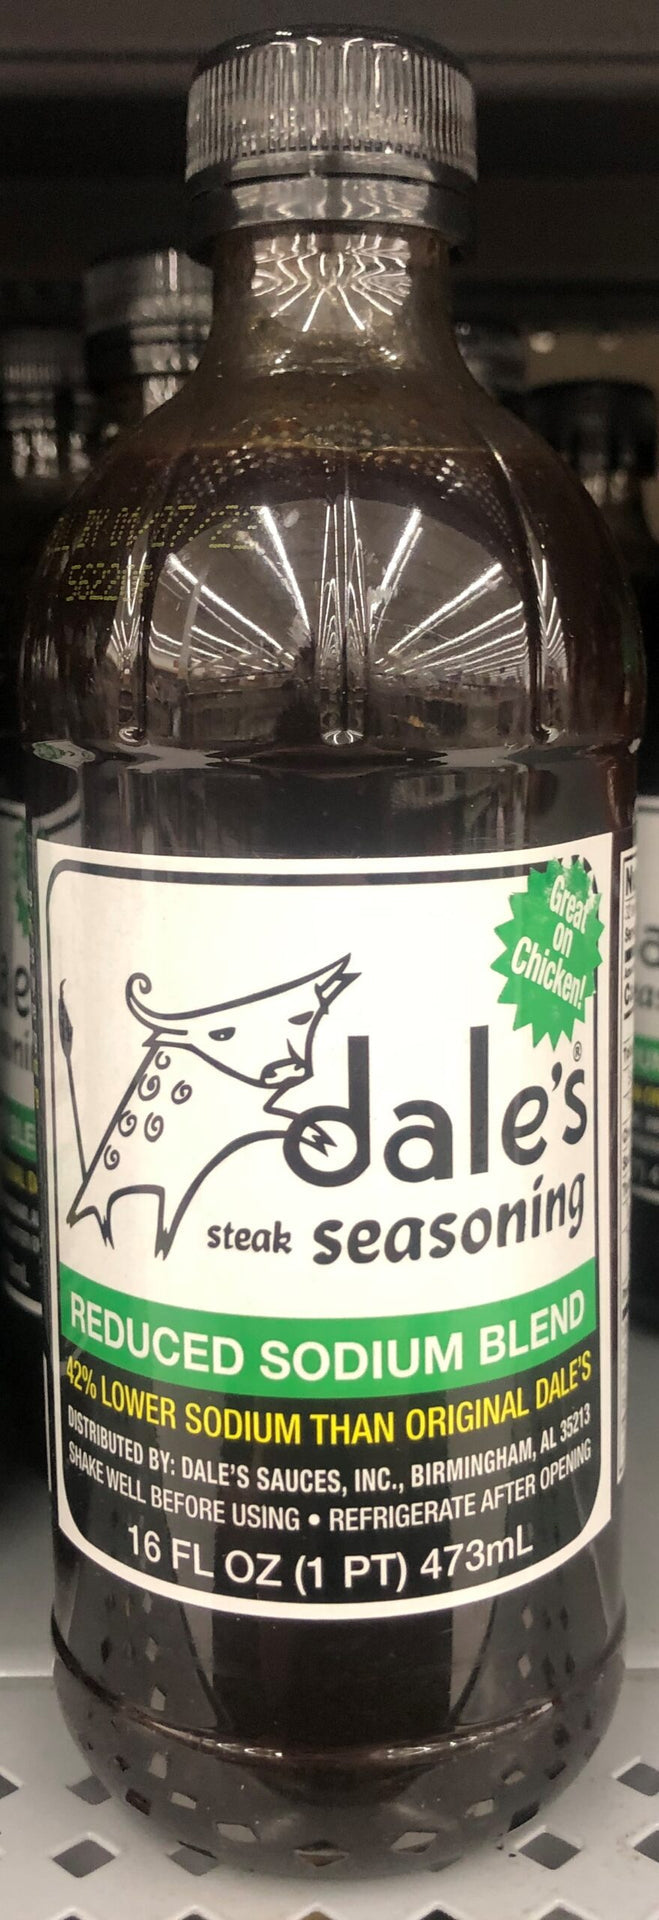 Great
on
Chicken!
dale's®
steak seasoning
REDUCED SODIUM BLEND
42% LOWER SODIUM THAN ORIGINAL DALE'S
DISTRIBUTED BY: DALE'S SAUCES, INC., BIRMINGHAM, AL 35213
SHAKE WELL BEFORE USING • REFRIGERATE AFTER OPENING
16 FL OZ (1 PT) 473mL